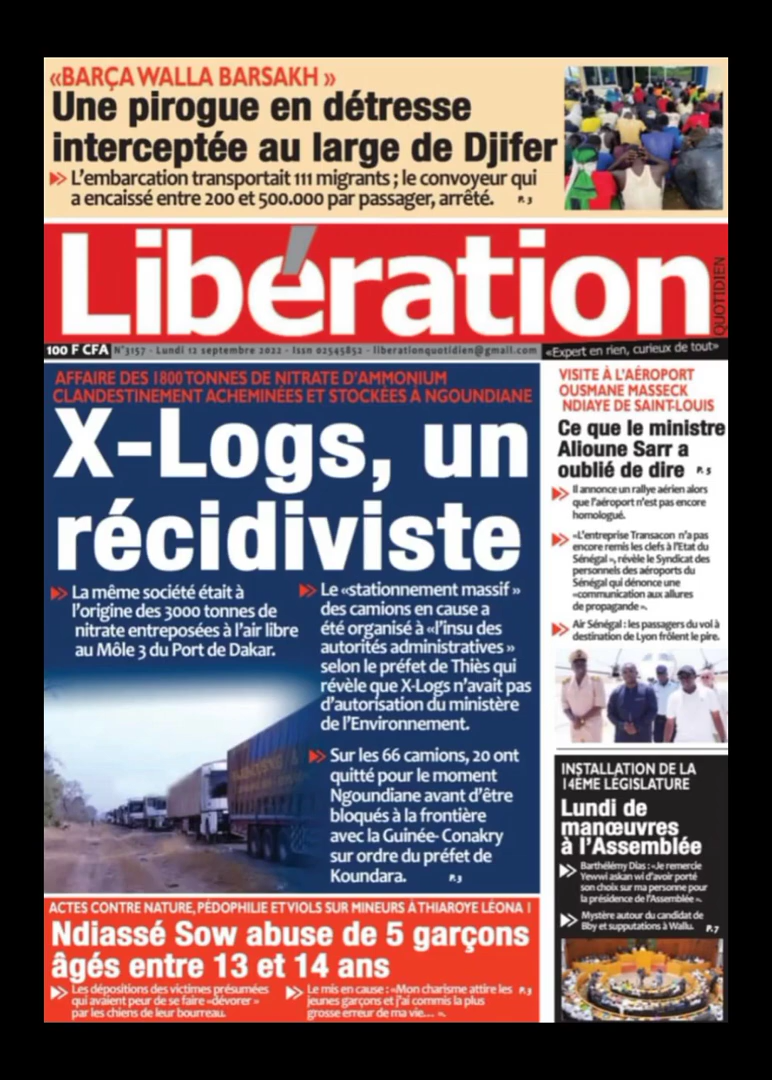 «BARÇA WALLA BARSAKH »
Une pirogue en détresse
interceptée au large de Djifer
L'embarcation transportait 111 migrants ; le convoyeur qui
a encaissé entre 200 et 500.000 par passager, arrêté. P. 3
Libération
QUOTIDIEN
100 F CFA N°3157 - Lundi 12 septembre 2022 - Issn 02545852 - liberationquotidien@gmail.com
«Expert en rien, curieux de tout»
AFFAIRE DES 1800 TONNES DE NITRATE D'AMMONIUM
CLANDESTINEMENT ACHEMINÉES ET STOCKÉES À NGOUNDIANE
X-Logs, un
récidiviste
La même société était à
l'origine des 3000 tonnes de
nitrate entreposées à l'air libre
au Môle 3 du Port de Dakar.
Le «stationnement massif »
des camions en cause a
été organisé à «l'insu des
autorités administratives »
selon le préfet de Thiès qui
révèle que X-Logs n'avait pas
d'autorisation du ministère
de l'Environnement.
Sur les 66 camions, 20 ont
quitté pour le moment
Ngoundiane avant d'être
bloqués à la frontière
avec la Guinée- Conakry
sur ordre du préfet de
Koundara. P.3
VISITE À L'AÉROPORT
OUSMANE MASSECK
NDIAYE DE SAINT-LOUIS
Ce que le ministre
Alioune Sarr a
oublié de dire P. 5
Il annonce un rallye aérien alors
que l'aéroport n'est pas encore
homologué.
«L'entreprise Transacon n'a pas
encore remis les clefs à l'Etat du
Sénégal », révèle le Syndicat des
personnels des aéroports du
Sénégal qui dénonce une
«communication aux allures
de propagande ».
Air Sénégal : les passagers du vol à
destination de Lyon frôlent le pire.
INSTALLATION DE LA
14ÈME LÉGISLATURE
Lundi de
manœuvres
à l'Assemblée
Barthélémy Dias : «Je remercie
Yewwi askan wi d'avoir porté
son choix sur ma personne pour
la présidence de l'Assemblée ».
Mystère autour du candidat de
Bby et supputations à Wallu. P.7
ACTES CONTRE NATURE, PÉDOPHILIE ET VIOLS SUR MINEURS À THIAROYE LÉONA 1
Ndiassé Sow abuse de 5 garçons
âgés entre 13 et 14 ans
Les dépositions des victimes présumées
qui avaient peur de se faire «dévorer »
par les chiens de leur bourreau.
Le mis en cause : «Mon charisme attire les P.3
jeunes garçons et j'ai commis la plus
grosse erreur de ma vie.... ».